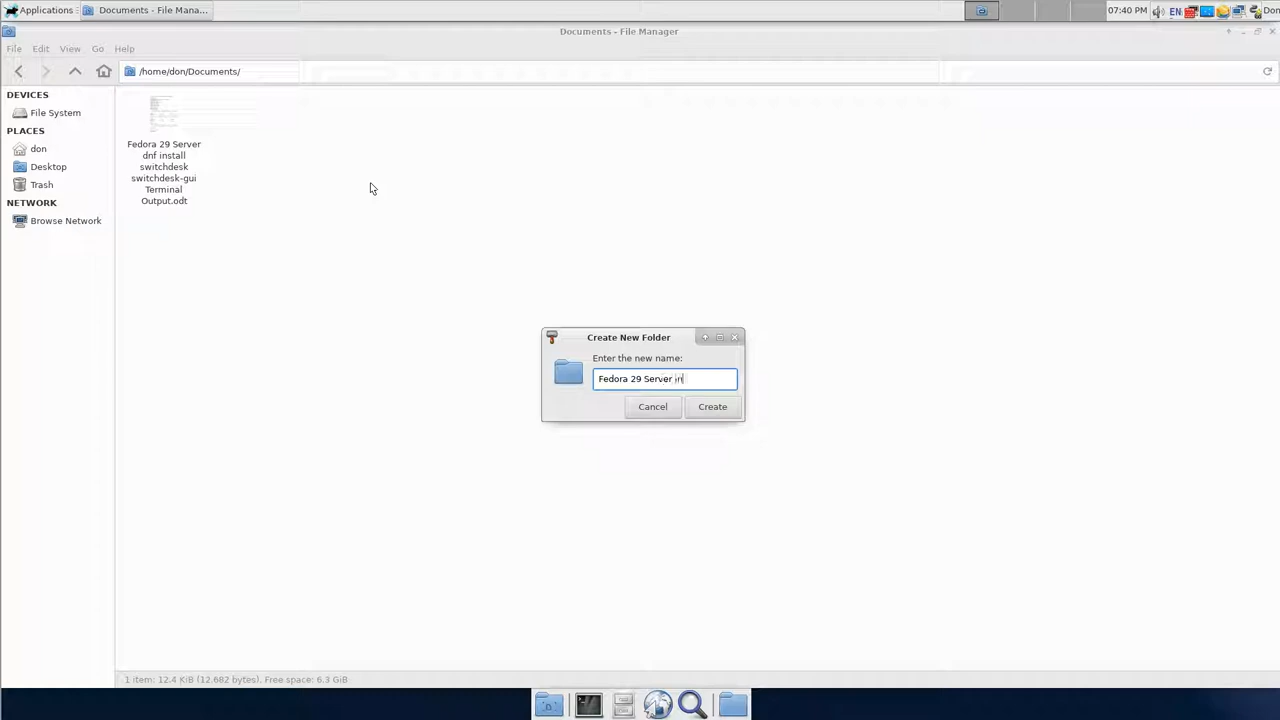 Applications
Documents - File Mana...
07:40 PM
EN
Don
Documents - File Manager
File
Edit
View
Go
Help
/home/don/Documents/
DEVICES
File System
PLACES
don
Desktop
Trash
NETWORK
Browse Network
Fedora 29 Server
dnf install
switchdesk
switchdesk-gui
Terminal
Output.odt
Create New Folder
Enter the new name:
Fedora 29 Server
Cancel
Create
1 item: 12.4 KiB (12,682 bytes), Free space: 6.3 GiB